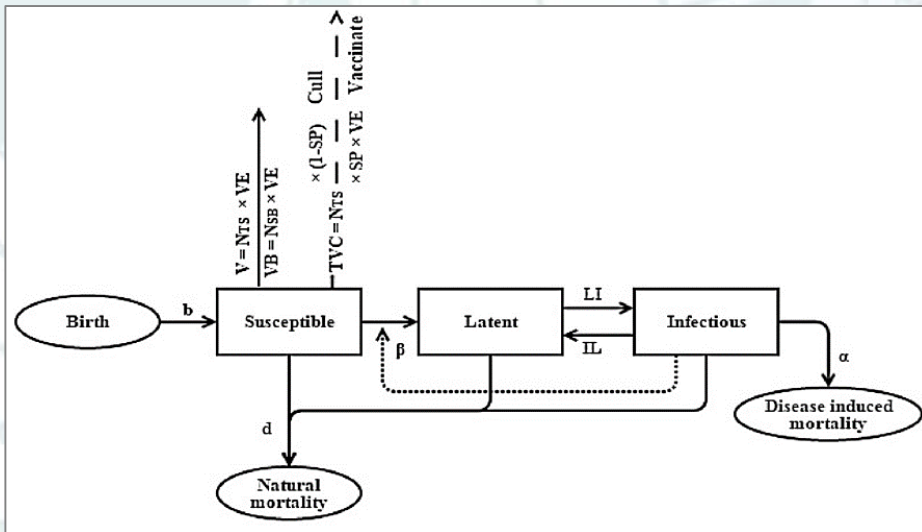 V = NTS × VE
VB = NSB × VE
TVC = NTS × (1-SP) Cull
× SP × VE Vaccinate
Birth
b
Susceptible
β
Latent
LI
IL
Infectious
α
Disease induced
mortality
d
Natural
mortality